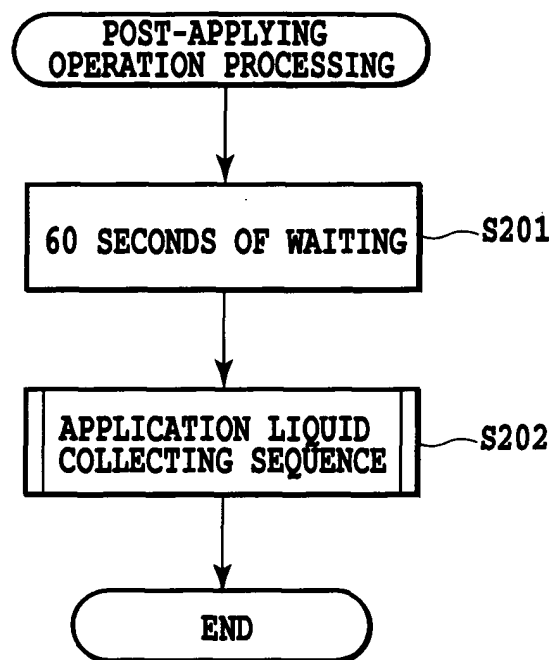 POST-APPLYING
OPERATION PROCESSING
60 SECONDS OF WAITING
S201
APPLICATION LIQUID
COLLECTING SEQUENCE
S202
END